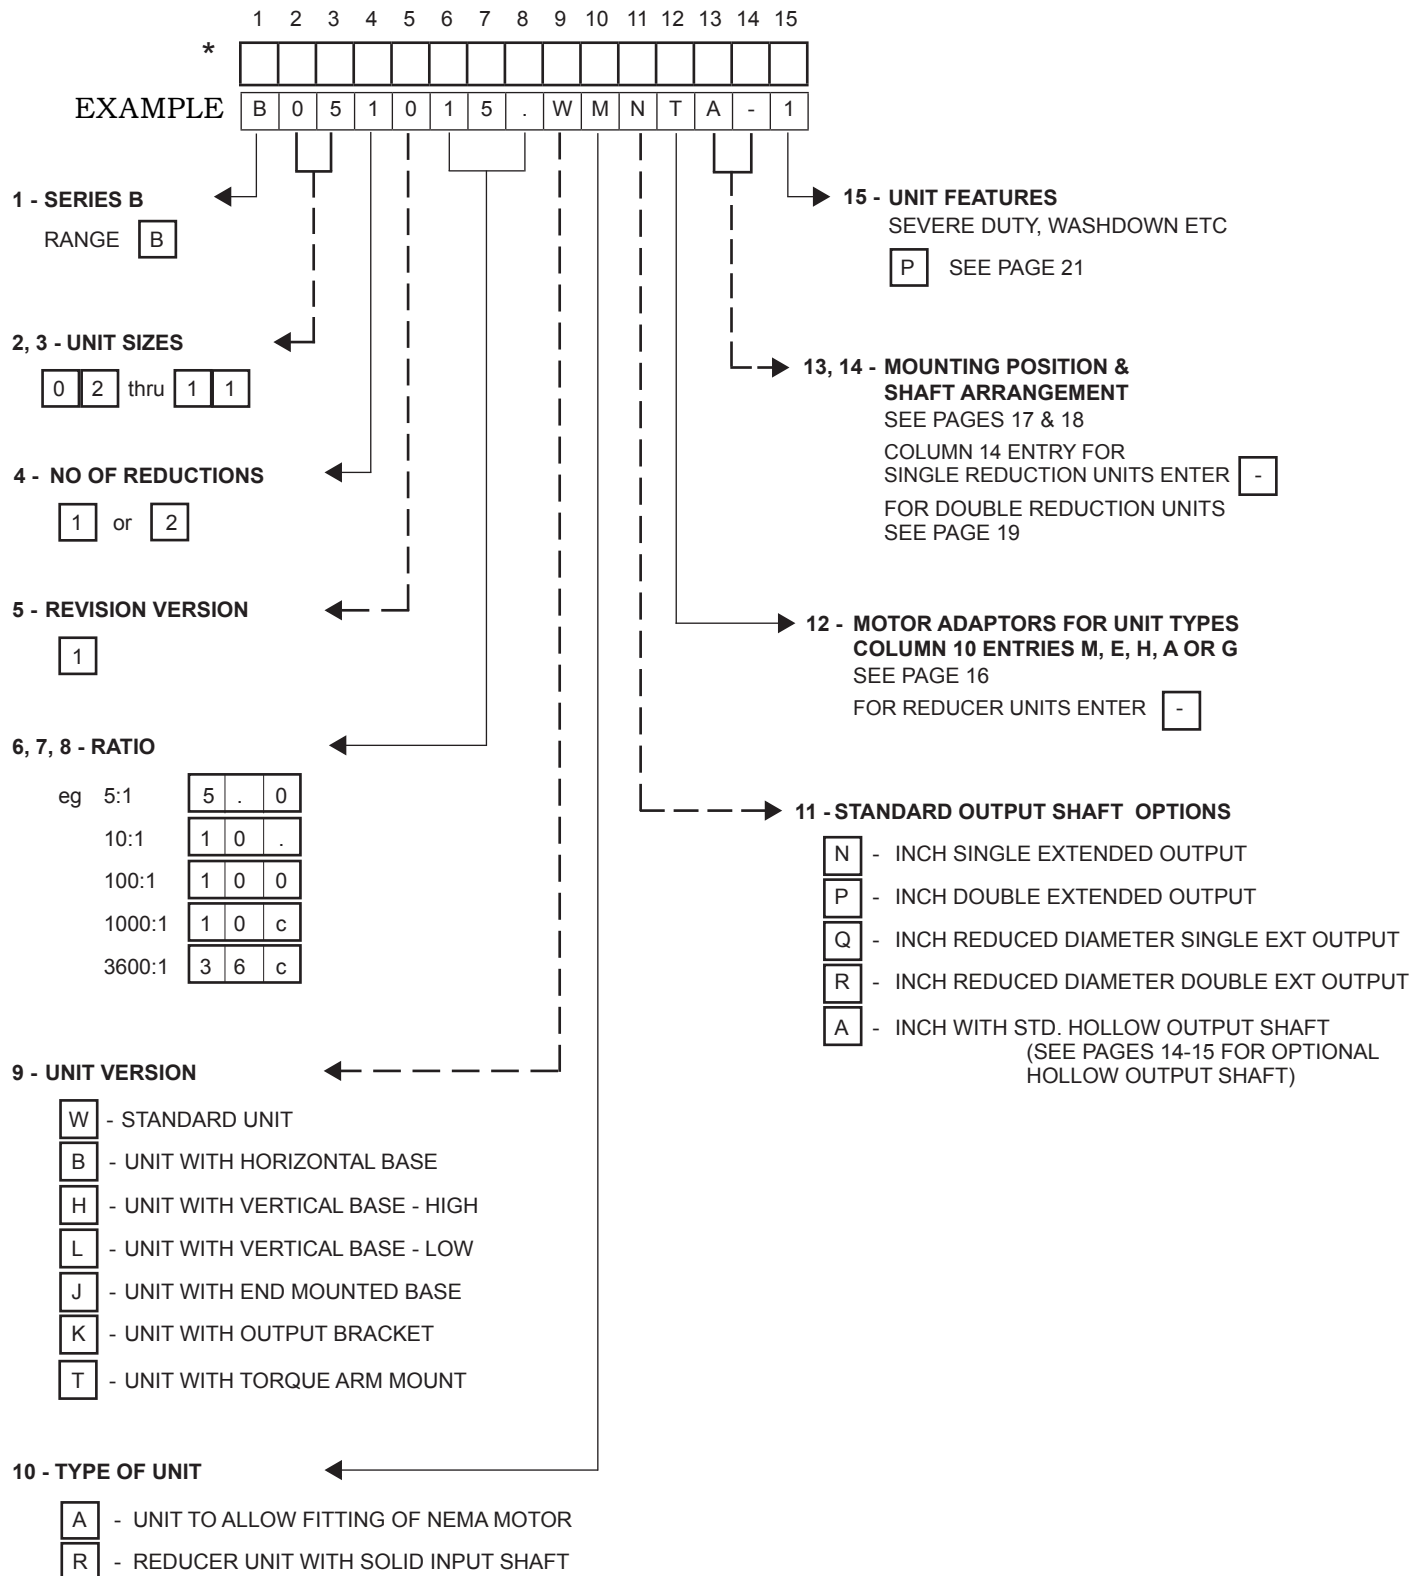 1 2 3 4 5 6 7 8 9 10 11 12 13 14 15
*
EXAMPLE B 0 5 1 0 1 5 . W M N T A - 1
1 - SERIES B
RANGE B
2, 3 - UNIT SIZES
0 2 thru 1 1
4 - NO OF REDUCTIONS
1 or 2
5 - REVISION VERSION
1
6, 7, 8 - RATIO
eg 5:1 5 . 0
10:1 1 0 .
100:1 1 0 0
1000:1 1 0 c
3600:1 3 6 c
9 - UNIT VERSION
W - STANDARD UNIT
B - UNIT WITH HORIZONTAL BASE
H - UNIT WITH VERTICAL BASE - HIGH
L - UNIT WITH VERTICAL BASE - LOW
J - UNIT WITH END MOUNTED BASE
K - UNIT WITH OUTPUT BRACKET
T - UNIT WITH TORQUE ARM MOUNT
10 - TYPE OF UNIT
A - UNIT TO ALLOW FITTING OF NEMA MOTOR
R - REDUCER UNIT WITH SOLID INPUT SHAFT
15 - UNIT FEATURES
SEVERE DUTY, WASHDOWN ETC
P SEE PAGE 21
13, 14 - MOUNTING POSITION &
SHAFT ARRANGEMENT
SEE PAGES 17 & 18
COLUMN 14 ENTRY FOR
SINGLE REDUCTION UNITS ENTER -
FOR DOUBLE REDUCTION UNITS
SEE PAGE 19
12 - MOTOR ADAPTORS FOR UNIT TYPES
COLUMN 10 ENTRIES M, E, H, A OR G
SEE PAGE 16
FOR REDUCER UNITS ENTER -
11 - STANDARD OUTPUT SHAFT OPTIONS
N - INCH SINGLE EXTENDED OUTPUT
P - INCH DOUBLE EXTENDED OUTPUT
Q - INCH REDUCED DIAMETER SINGLE EXT OUTPUT
R - INCH REDUCED DIAMETER DOUBLE EXT OUTPUT
A - INCH WITH STD. HOLLOW OUTPUT SHAFT
(SEE PAGES 14-15 FOR OPTIONAL
HOLLOW OUTPUT SHAFT)